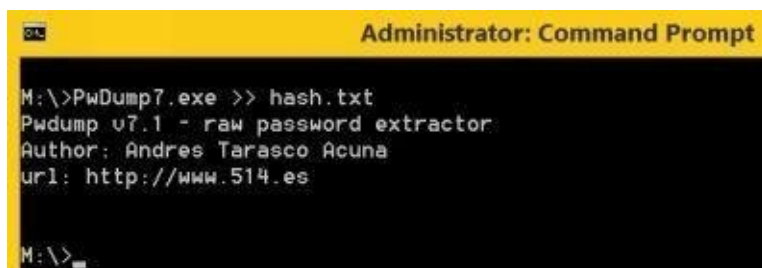 Administrator: Command Prompt
M:\>PwDump7.exe >> hash.txt
Pwdump v7.1 - raw password extractor
Author: Andres Tarasco Acuna
url: http://www.514.es
M:\>_